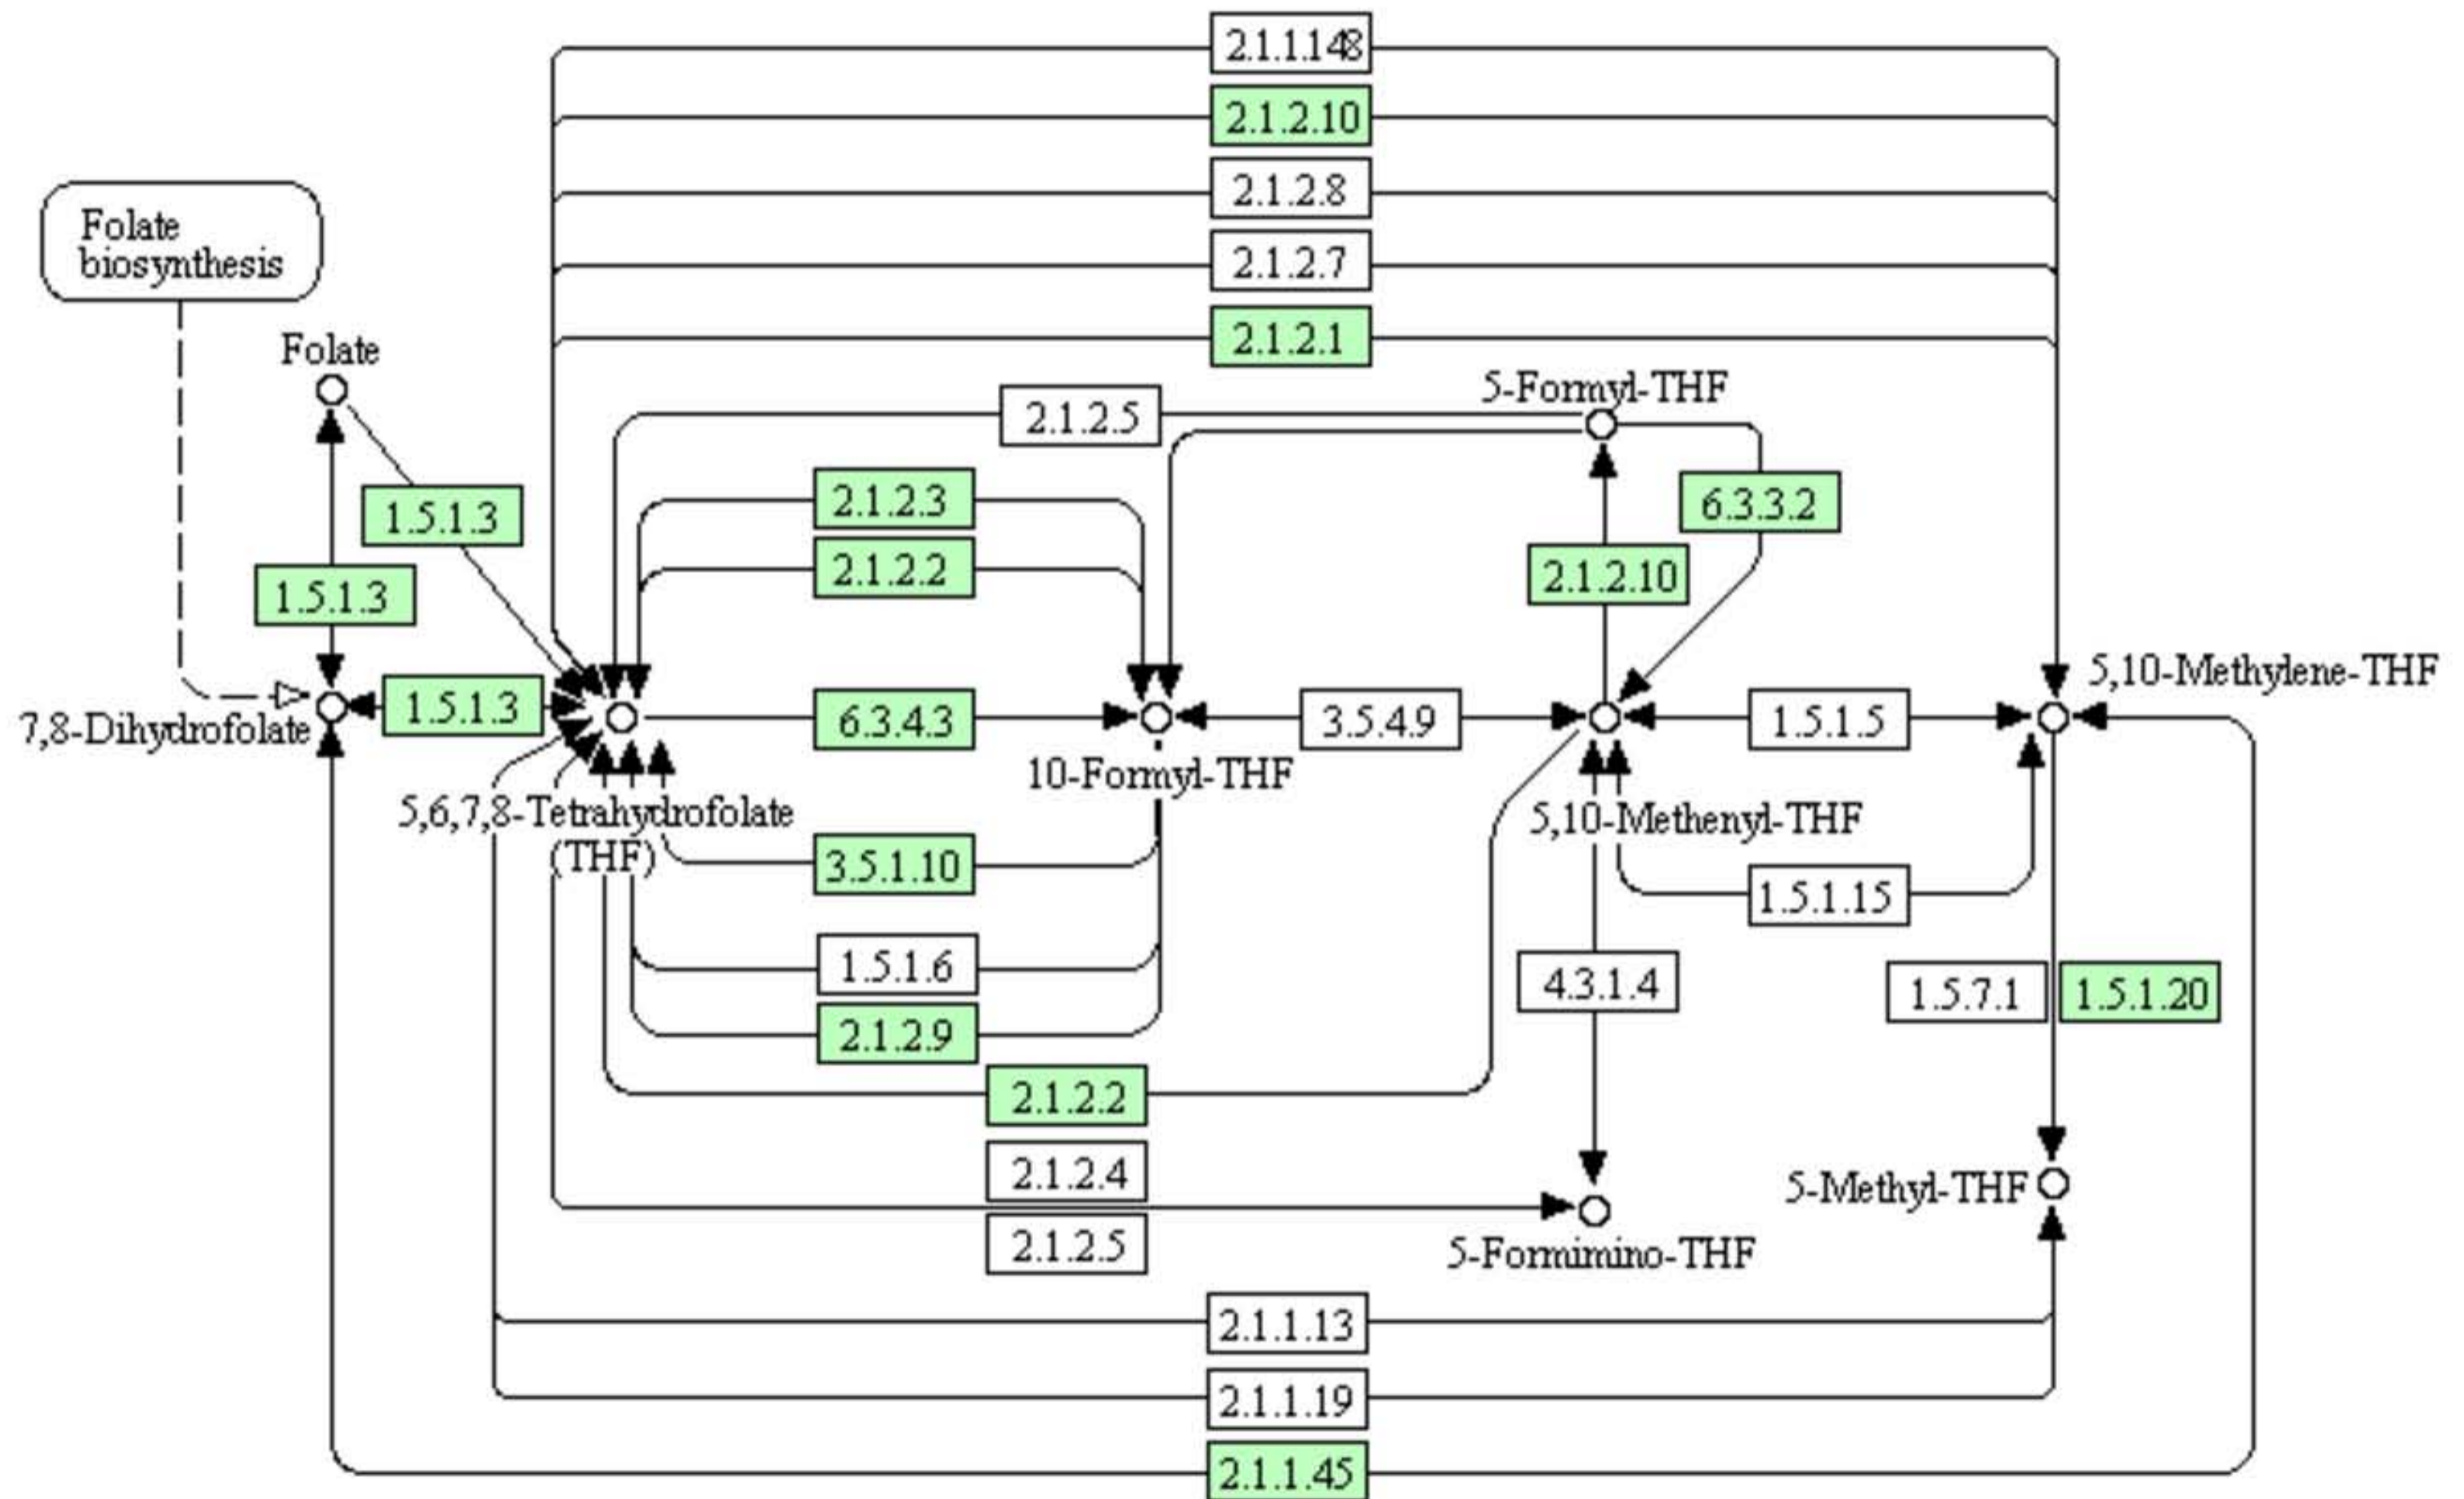 2.1.1.148
2.1.2.10
2.1.2.8
Folate
biosynthesis
2.1.2.7
2.1.2.1
Folate
5-Formyl-THF
2.1.2.5
2.1.2.3
6.3.3.2
1.5.1.3
2.1.2.2
2.1.2.10
1.5.1.3
5,10-Methylene-THF
1.5.1.3
6.3.4.3
3.5.4.9
1.5.1.5
7,8-Dihydrofolate
10-Formyl-THF
5,6,7,8-Tetrahydrofolate
(THF)
5,10-Methenyl-THF
3.5.1.10
1.5.1.15
1.5.1.6
4.3.1.4
1.5.7.1
1.5.1.20
2.1.2.9
2.1.2.2
2.1.2.4
5-Methyl-THF
2.1.2.5
5-Formimino-THF
2.1.1.13
2.1.1.19
2.1.1.45